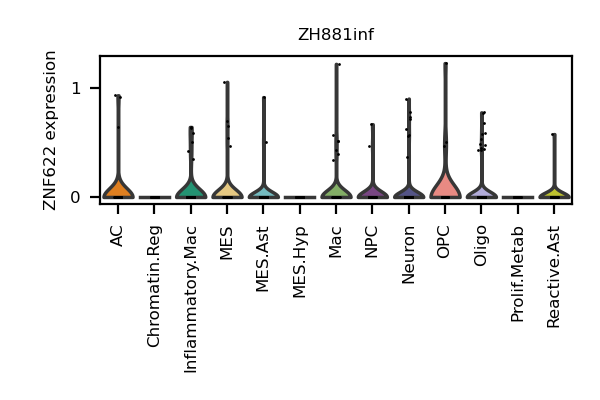 ZH881inf
ZNF622 expression
1
0
AC
Chromatin.Reg
Inflammatory.Mac
MES
MES.Ast
MES.Hyp
Mac
NPC
Neuron
OPC
Oligo
Prolif.Metab
Reactive.Ast